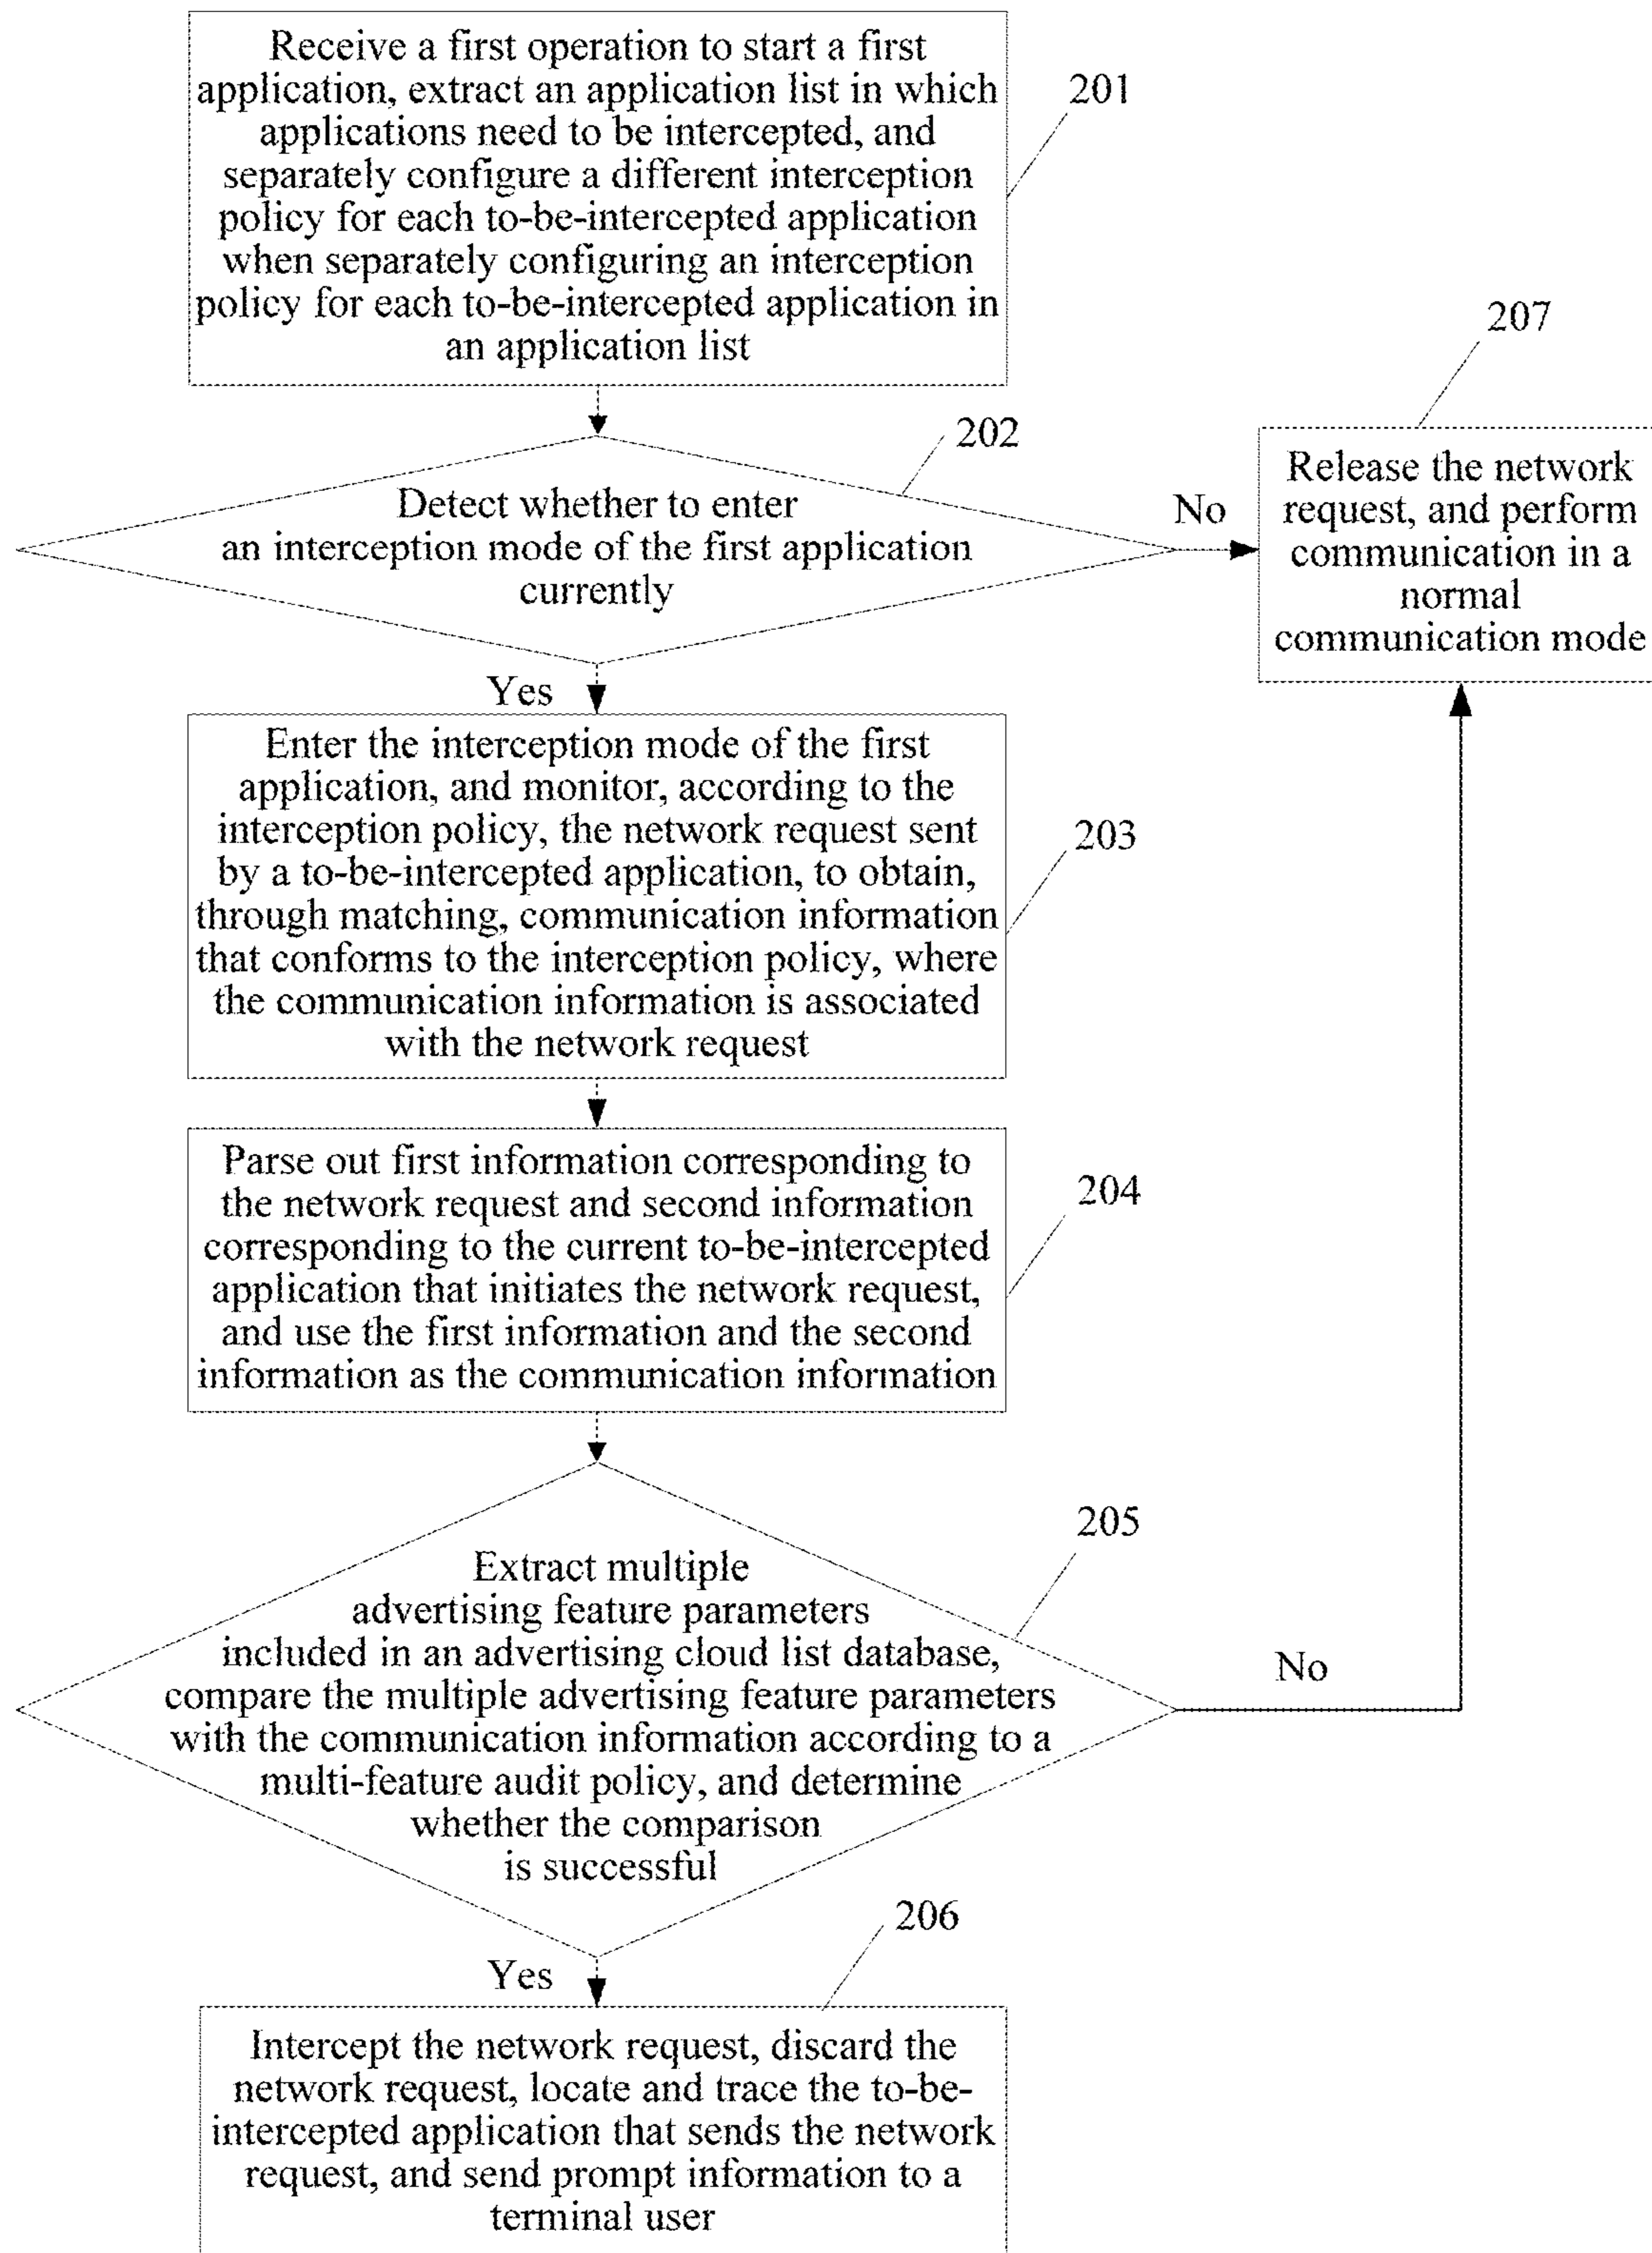 Receive a first operation to start a first
application, extract an application list in which
applications need to be intercepted, and
separately configure a different interception
policy for each to-be-intercepted application
when separately configuring an interception
policy for each to-be-intercepted application in
an application list
201
202
Detect whether to enter
an interception mode of the first application
currently
No
207
Release the network
request, and perform
communication in a
normal
communication mode
Yes
Enter the interception mode of the first
application, and monitor, according to the
interception policy, the network request sent
by a to-be-intercepted application, to obtain,
through matching, communication information
that conforms to the interception policy, where
the communication information is associated
with the network request
203
Parse out first information corresponding to
the network request and second information
corresponding to the current to-be-intercepted
application that initiates the network request,
and use the first information and the second
information as the communication information
204
205
Extract multiple
advertising feature parameters
included in an advertising cloud list database,
compare the multiple advertising feature parameters
with the communication information according to a
multi-feature audit policy, and determine
whether the comparison
is successful
No
Yes
206
Intercept the network request, discard the
network request, locate and trace the to-be-
intercepted application that sends the network
request, and send prompt information to a
terminal user